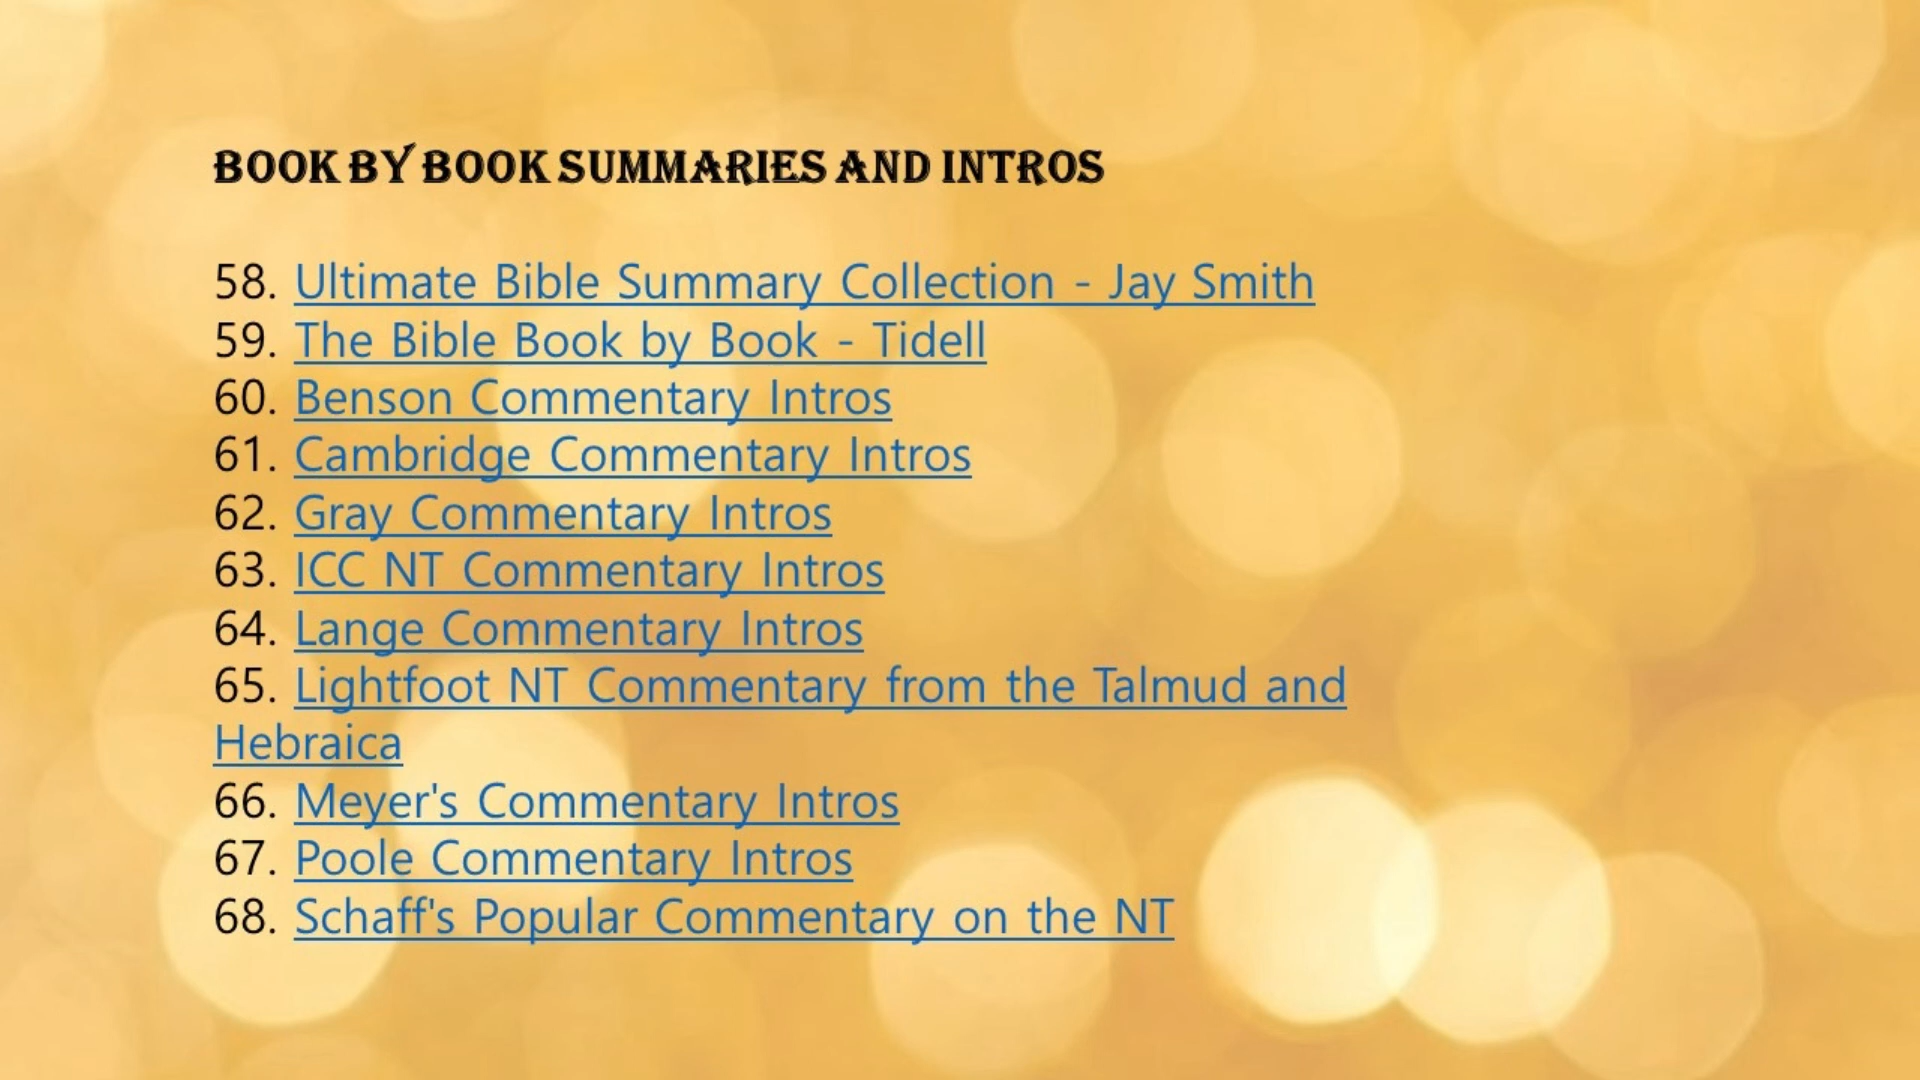 BOOK BY BOOK SUMMARIES AND INTROS
58. Ultimate Bible Summary Collection - Jay Smith
59. The Bible Book by Book - Tidell
60. Benson Commentary Intros
61. Cambridge Commentary Intros
62. Gray Commentary Intros
63. ICC NT Commentary Intros
64. Lange Commentary Intros
65. Lightfoot NT Commentary from the Talmud and
Hebraica
66. Meyer's Commentary Intros
67. Poole Commentary Intros
68. Schaff's Popular Commentary on the NT